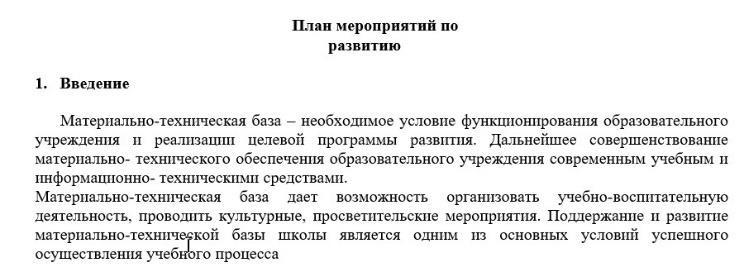 План мероприятий по
развитию
1. Введение
Материально-техническая база – необходимое условие функционирования образовательного
учреждения и реализации целевой программы развития. Дальнейшее совершенствование
материально- технического обеспечения образовательного учреждения современным учебным и
информационно- техническими средствами.
Материально-техническая база дает возможность организовать учебно-воспитательную
деятельность, проводить культурные, просветительские мероприятия. Поддержание и развитие
материально-технической базы школы является одним из основных условий успешного
осуществления учебного процесса